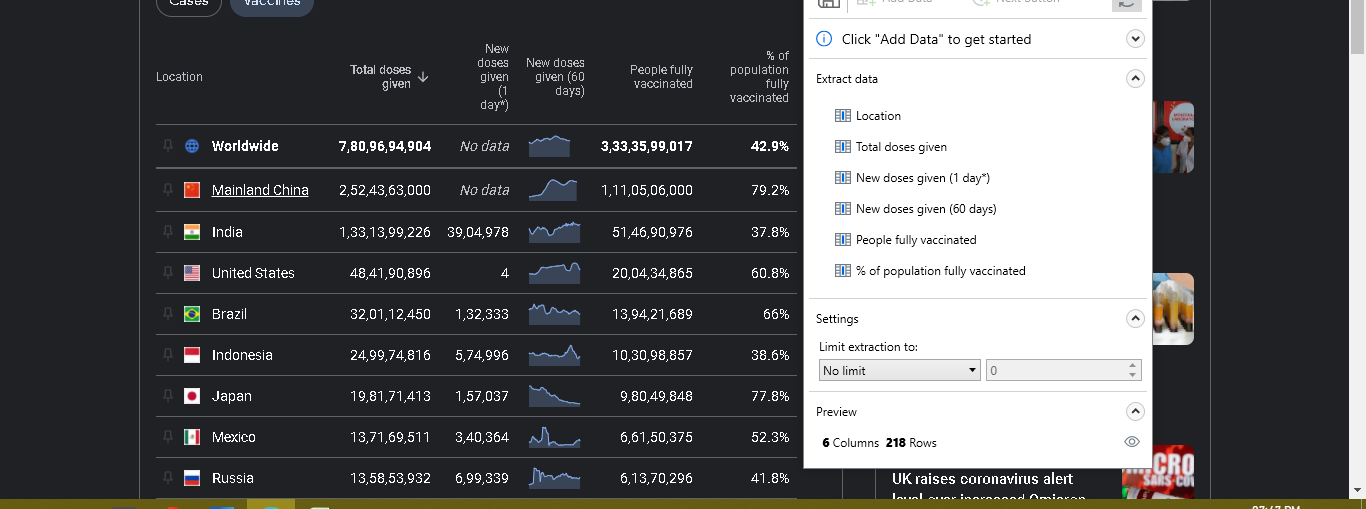 Cases Vaccines
Location
Total doses
given
New
doses
given
(1
day*)
New doses
given (60
days)
People fully
vaccinated
% of
population
fully
vaccinated
Worldwide 7,80,96,94,904 No data 3,33,35,99,017 42.9%
Mainland China 2,52,43,63,000 No data 1,11,05,06,000 79.2%
India 1,33,13,99,226 39,04,978 51,46,90,976 37.8%
United States 48,41,90,896 4 20,04,34,865 60.8%
Brazil 32,01,12,450 1,32,333 13,94,21,689 66%
Indonesia 24,99,74,816 5,74,996 10,30,98,857 38.6%
Japan 19,81,71,413 1,57,037 9,80,49,848 77.8%
Mexico 13,71,69,511 3,40,364 6,61,50,375 52.3%
Russia 13,58,53,932 6,99,339 6,13,70,296 41.8%
Add Data Next button
Click "Add Data" to get started
Extract data
Location
Total doses given
New doses given (1 day*)
New doses given (60 days)
People fully vaccinated
% of population fully vaccinated
Settings
Limit extraction to:
No limit 0
Preview
6 Columns 218 Rows
UK raises coronavirus alert
level over increased Omicron
07:47 PM